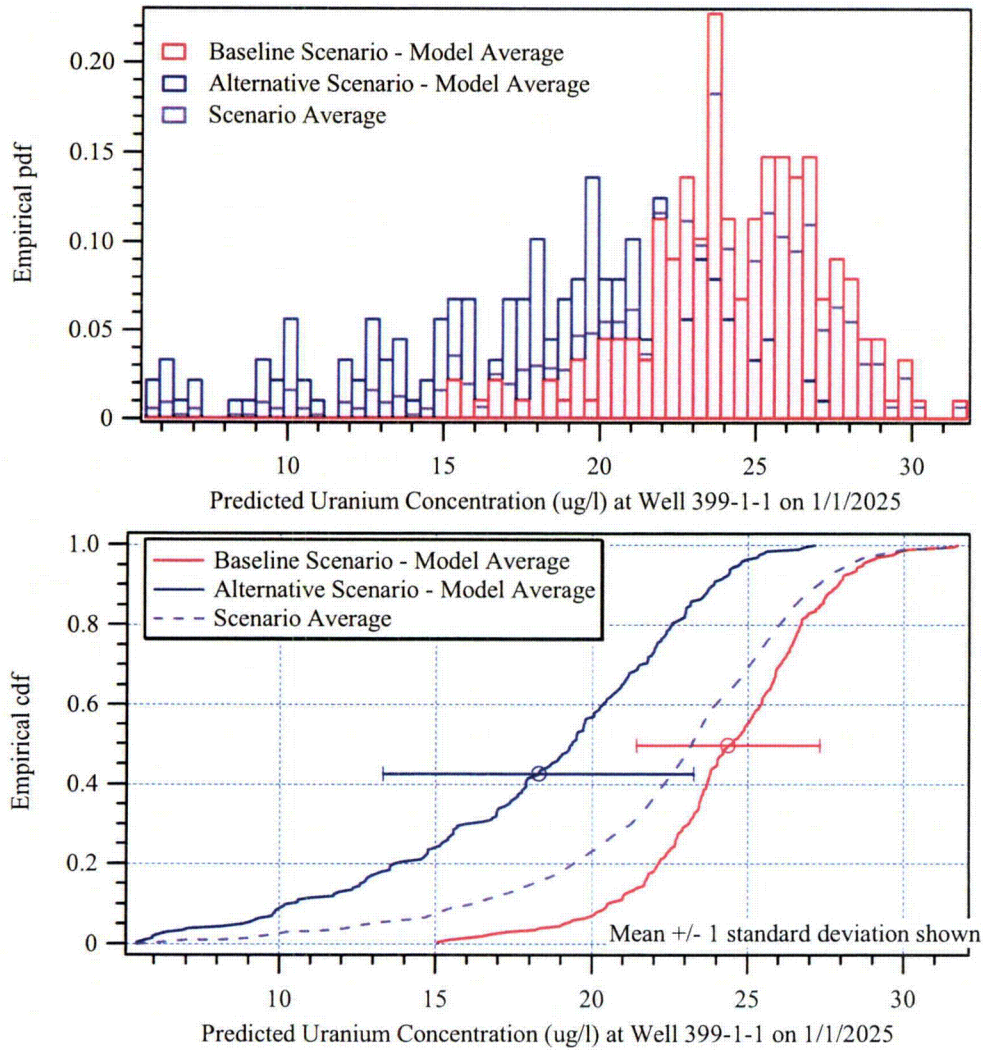 Empirical pdf
0.20
0.15
0.10
0.05
0
Baseline Scenario - Model Average
Alternative Scenario - Model Average
Scenario Average
10 15 20 25 30
Predicted Uranium Concentration (ug/l) at Well 399-1-1 on 1/1/2025
Empirical cdf
1.0
0.8
0.6
0.4
0.2
0
Baseline Scenario - Model Average
Alternative Scenario - Model Average
Scenario Average
Mean +/- 1 standard deviation shown
10 15 20 25 30
Predicted Uranium Concentration (ug/l) at Well 399-1-1 on 1/1/2025